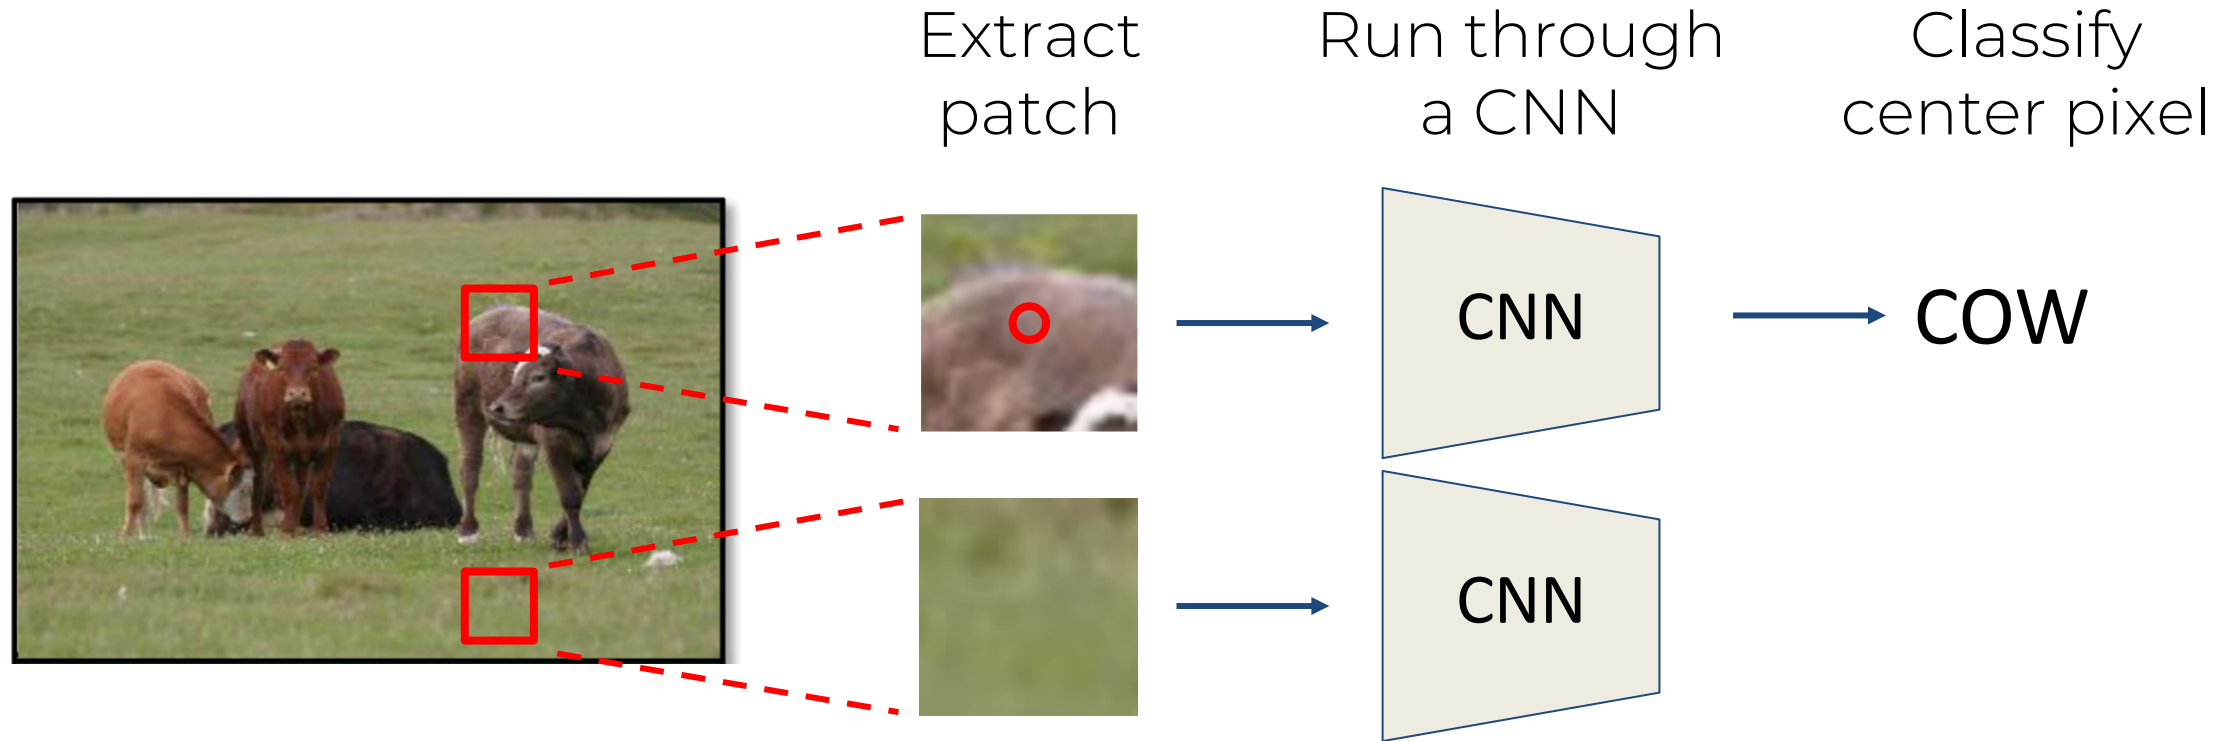 Extract
patch
Run through
a CNN
Classify
center pixel
CNN
COW
CNN